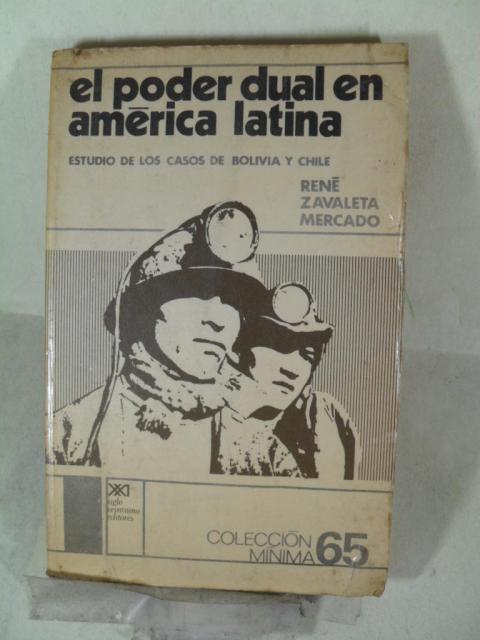 el poder dual en
américa latina
ESTUDIO DE LOS CASOS DE BOLIVIA Y CHILE
RENÉ
ZAVALETA
MERCADO
XXI
siglo
veintiuno
editores
COLECCIÓN
MÍNIMA 65